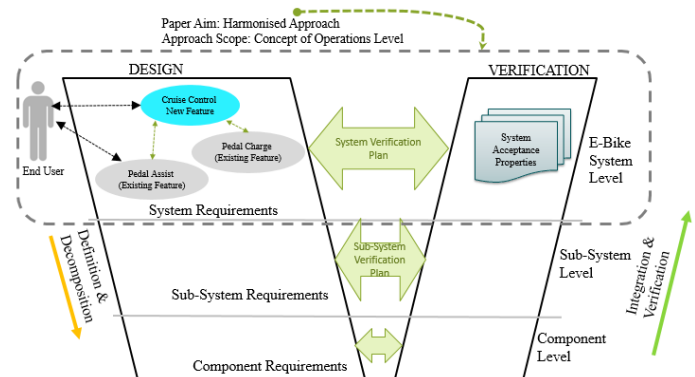 Paper Aim: Harmonised Approach
Approach Scope: Concept of Operations Level
DESIGN
VERIFICATION
Cruise Control
New Feature
Pedal Charge
(Existing Feature)
Pedal Assist
(Existing Feature)
End User
System Verification
Plan
System
Acceptance
Properties
E-Bike
System
Level
System Requirements
Definition &
Decomposition
Sub-System
Verification
Plan
Sub-System
Level
Integration &
Verification
Sub-System Requirements
Component
Level
Component Requirements